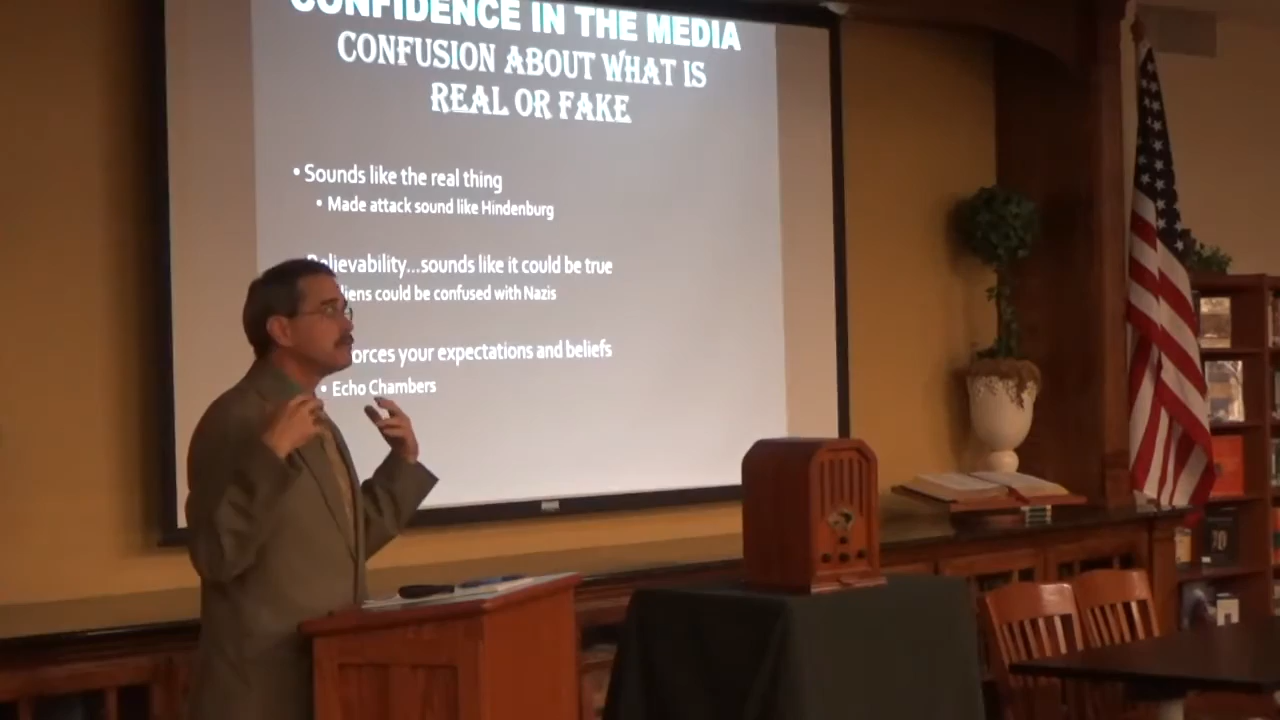 CONFIDENCE IN THE MEDIA
CONFUSION ABOUT WHAT IS
REAL OR FAKE
• Sounds like the real thing
• Made attack sound like Hindenburg
Believability...sounds like it could be true
could be confused with Nazis
your expectations and beliefs
• Echo Chambers
70